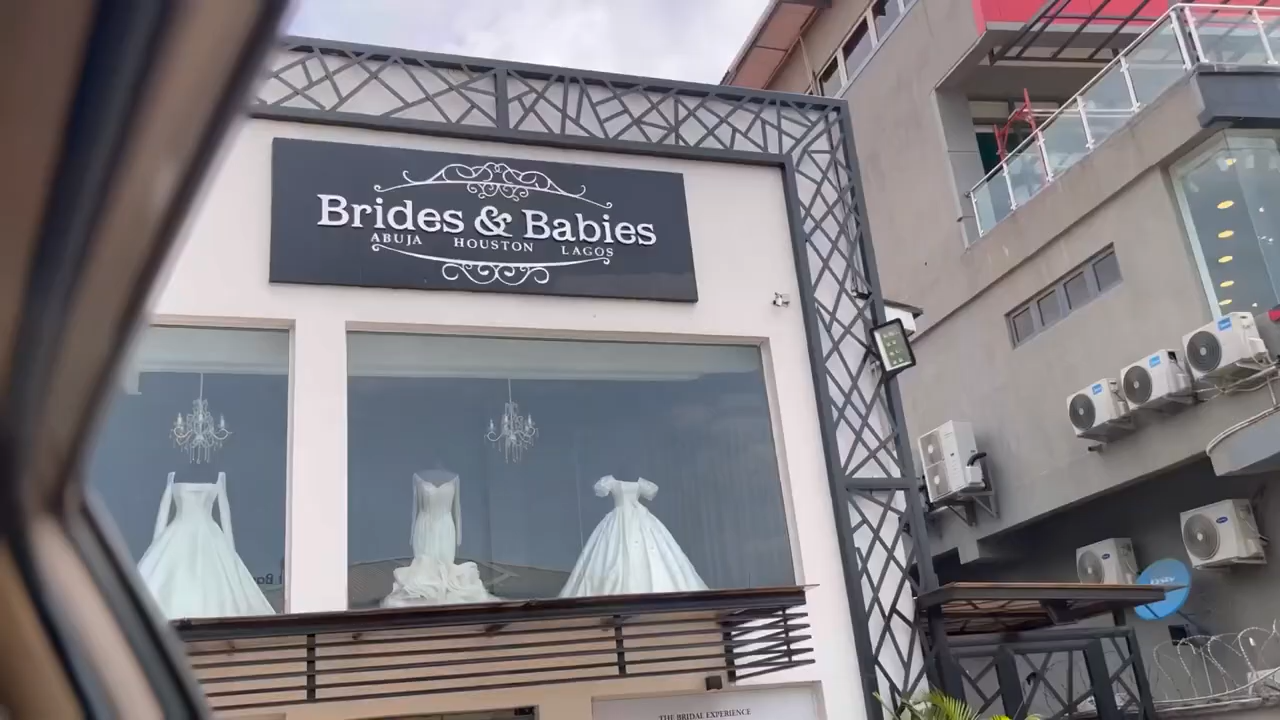 Brides & Babies
ABUJA HOUSTON LAGOS
THE BRIDAL EXPERIENCE